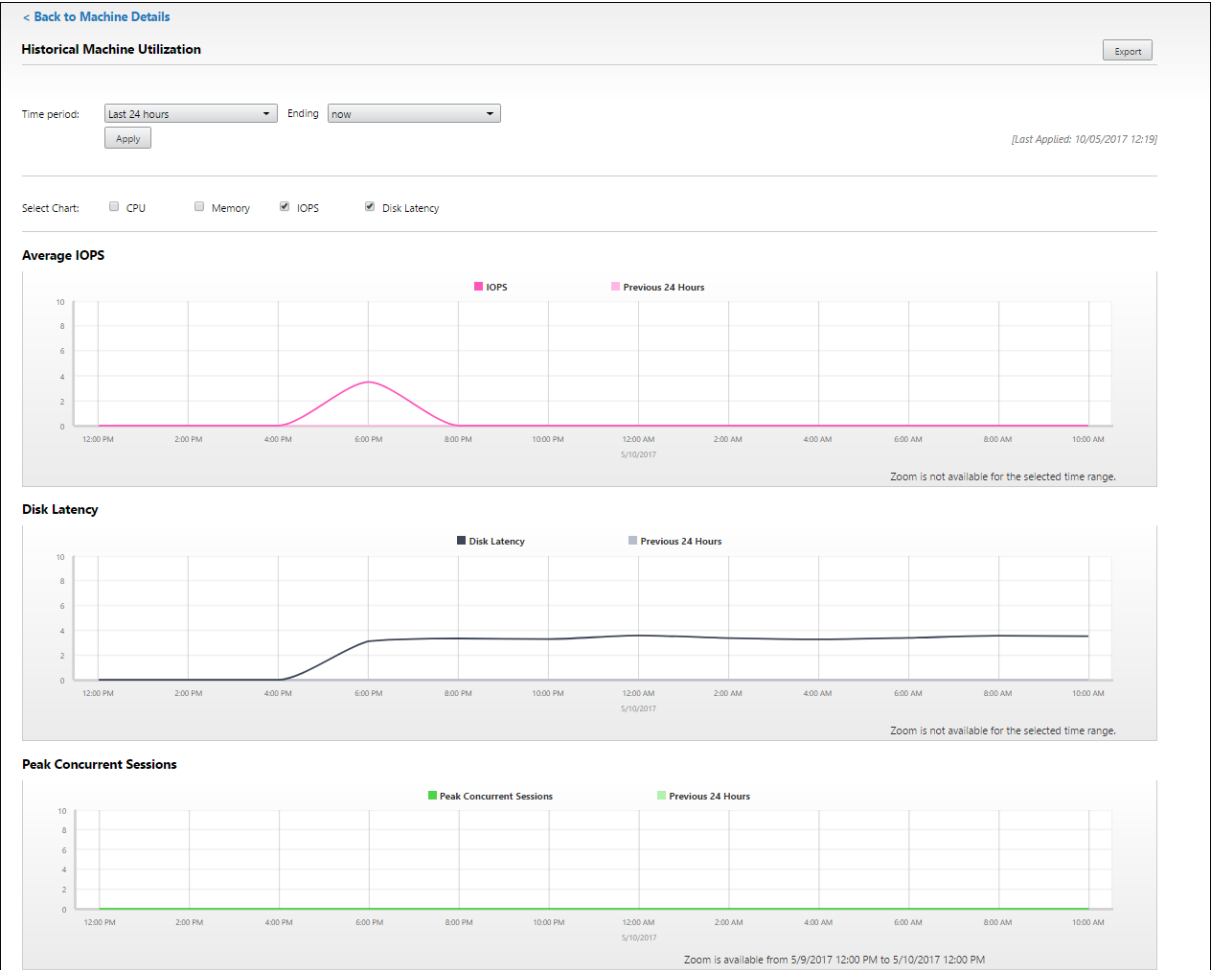 < Back to Machine Details
Historical Machine Utilization
Export
Time period: Last 24 hours Ending now
Apply
[Last Applied: 10/05/2017 12:19]
Select Chart: CPU Memory IOPS Disk Latency
Average IOPS
IOPS Previous 24 Hours
10
8
6
4
2
0
12:00 PM 2:00 PM 4:00 PM 6:00 PM 8:00 PM 10:00 PM 12:00 AM 2:00 AM 4:00 AM 6:00 AM 8:00 AM 10:00 AM
5/10/2017
Zoom is not available for the selected time range.
Disk Latency
Disk Latency Previous 24 Hours
10
8
6
4
2
0
12:00 PM 2:00 PM 4:00 PM 6:00 PM 8:00 PM 10:00 PM 12:00 AM 2:00 AM 4:00 AM 6:00 AM 8:00 AM 10:00 AM
5/10/2017
Zoom is not available for the selected time range.
Peak Concurrent Sessions
Peak Concurrent Sessions Previous 24 Hours
10
8
6
4
2
0
12:00 PM 2:00 PM 4:00 PM 6:00 PM 8:00 PM 10:00 PM 12:00 AM 2:00 AM 4:00 AM 6:00 AM 8:00 AM 10:00 AM
5/10/2017
Zoom is available from 5/9/2017 12:00 PM to 5/10/2017 12:00 PM